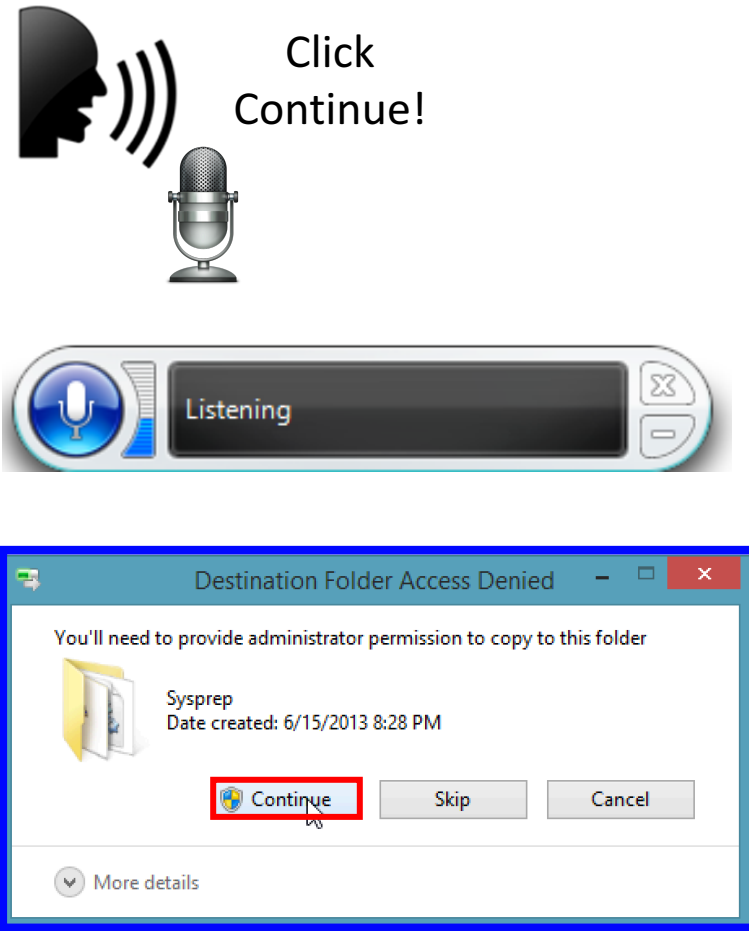 Click
Continue!
Listening
Destination Folder Access Denied
You'll need to provide administrator permission to copy to this folder
Sysprep
Date created: 6/15/2013 8:28 PM
Continue Skip Cancel
More details